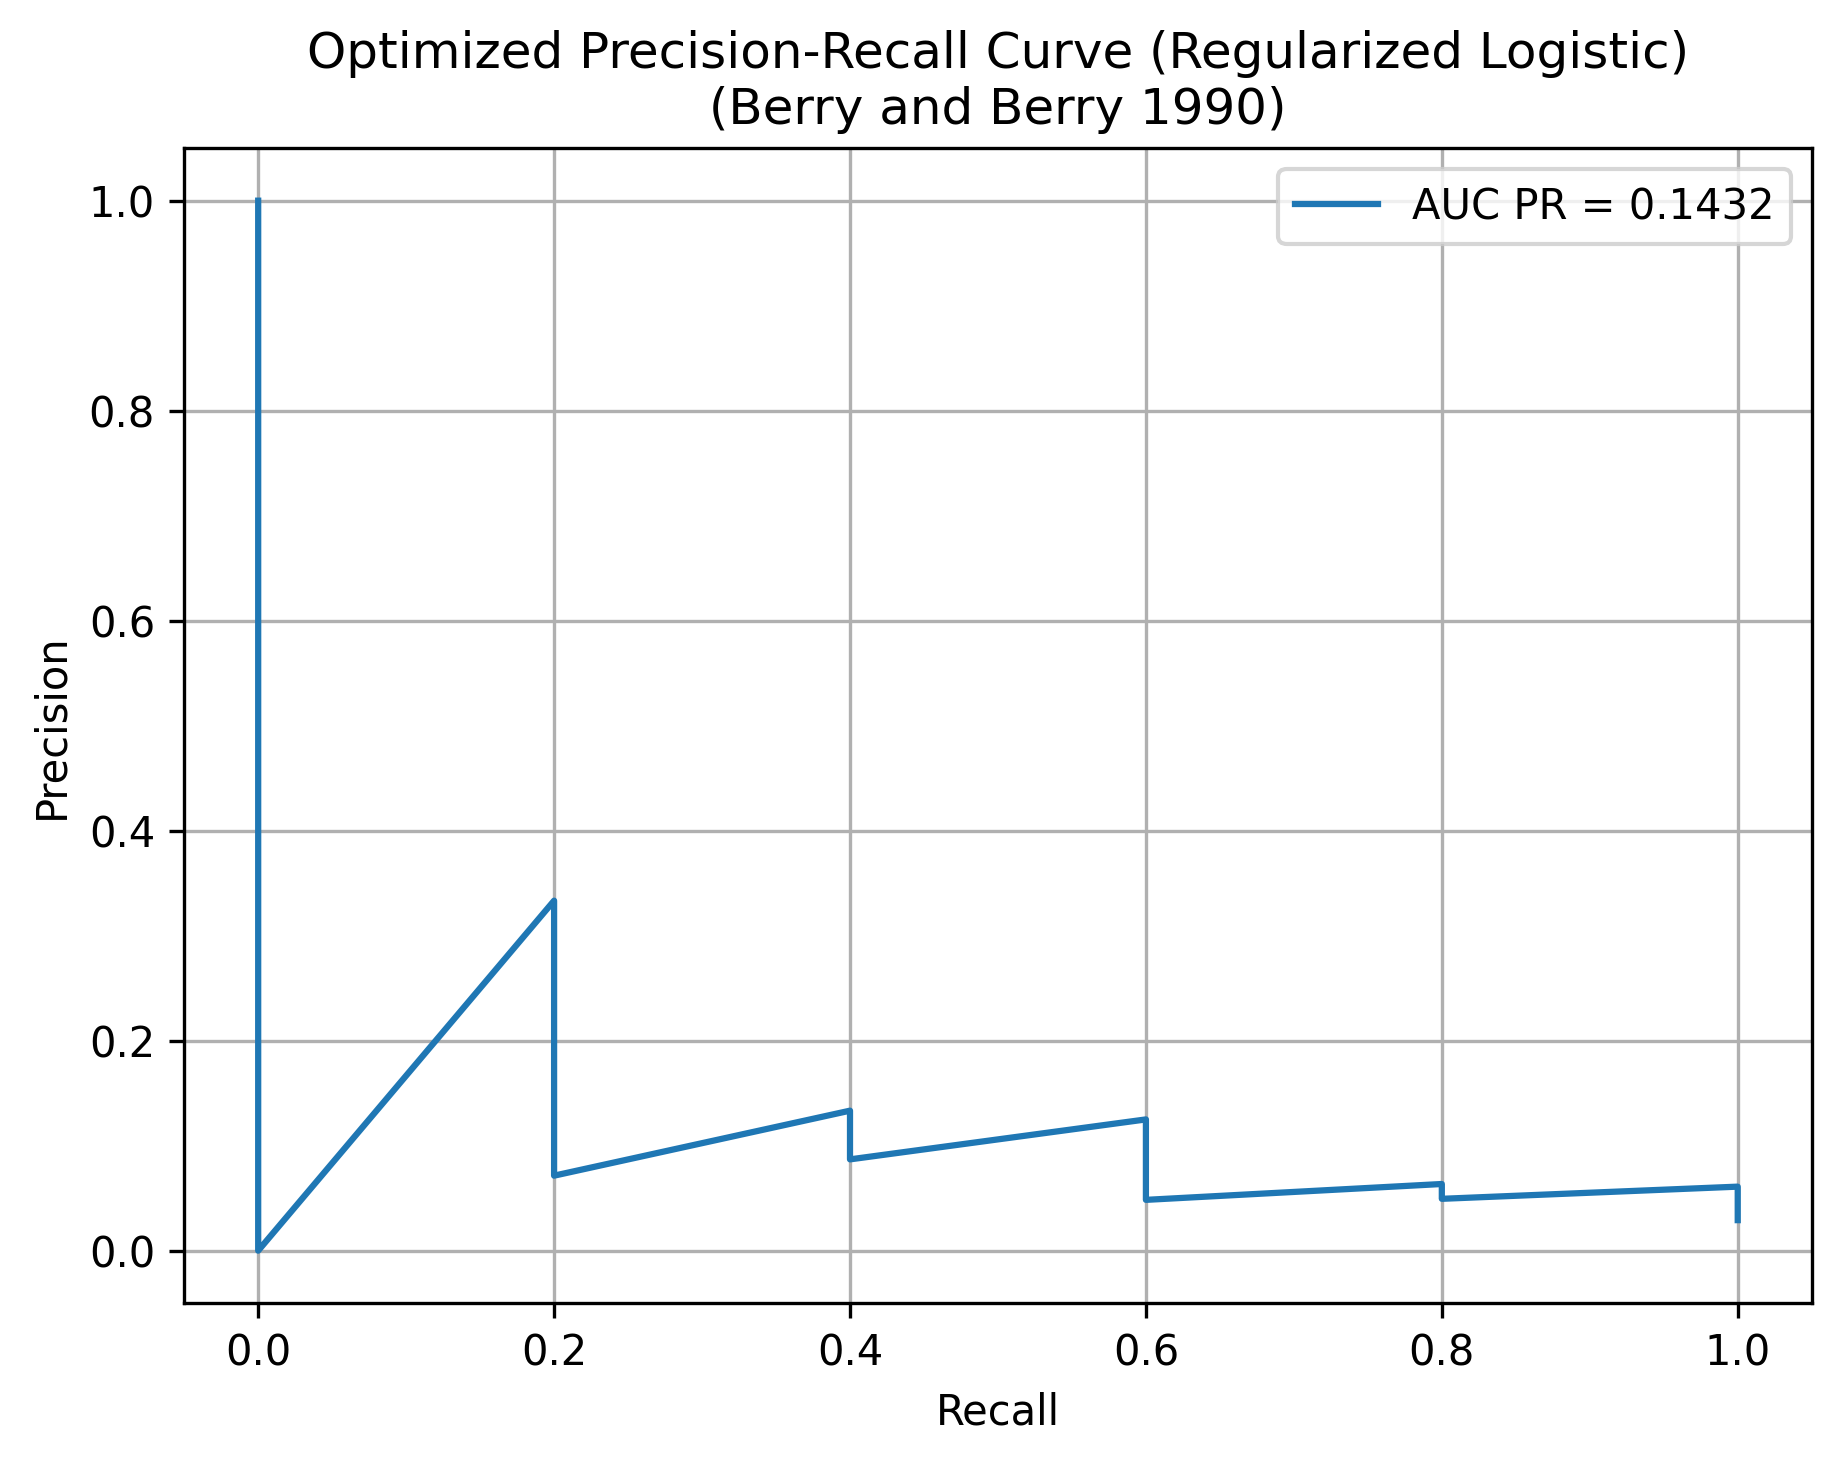 Optimized Precision-Recall Curve (Regularized Logistic)
(Berry and Berry 1990)
AUC PR = 0.1432
1.0
0.8
0.6
0.4
0.2
0.0
Precision
0.0 0.2 0.4 0.6 0.8 1.0
Recall